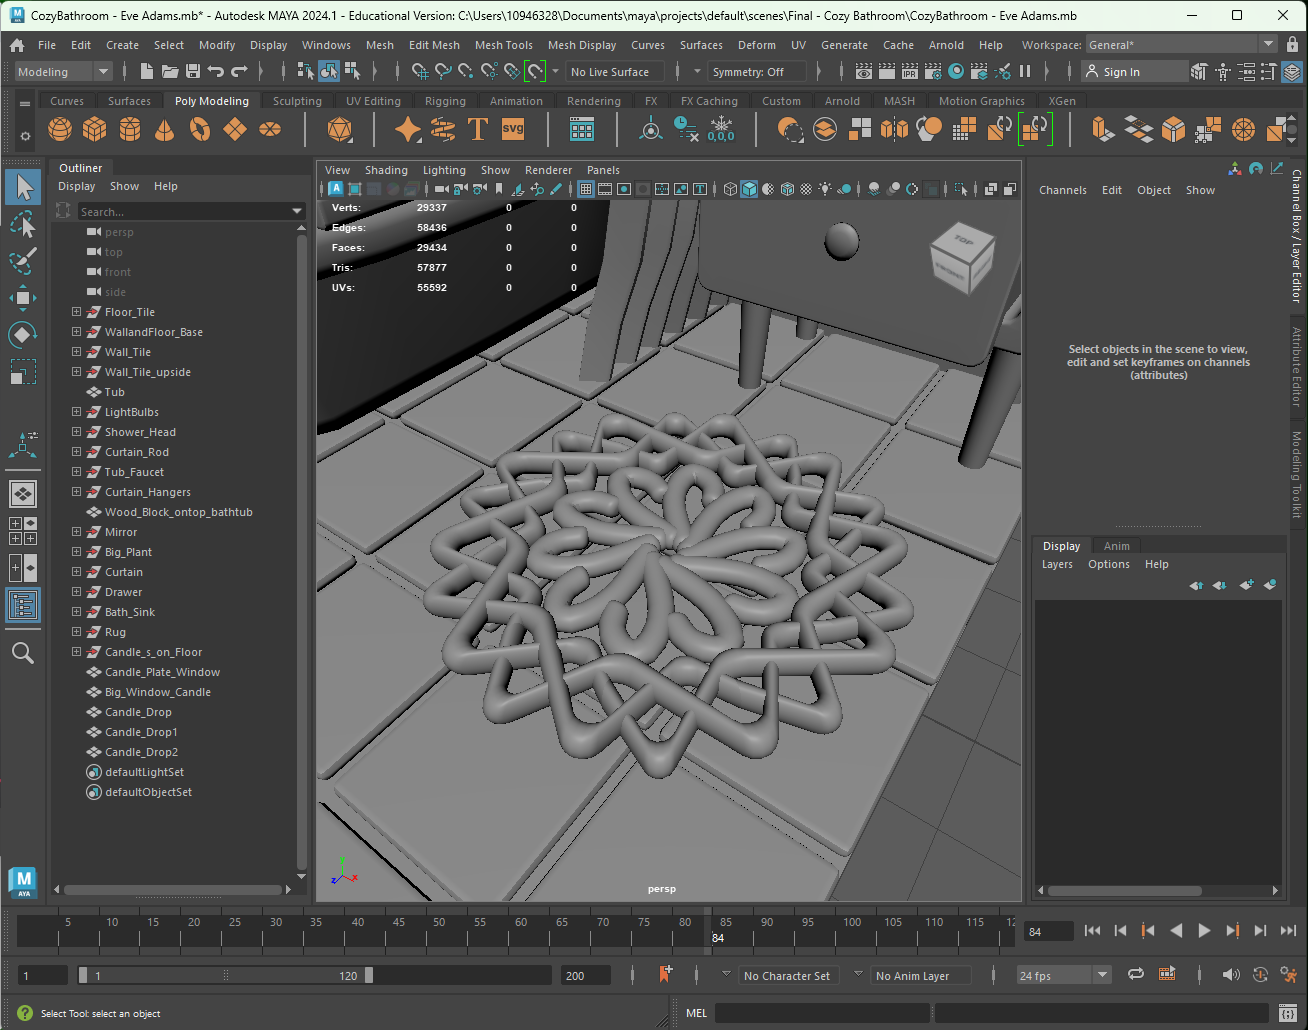 CozyBathroom - Eve Adams.mb* - Autodesk MAYA 2024.1 - Educational Version: C:\Users\10946328\Documents\maya\projects\default\scenes\Final - Cozy Bathroom\CozyBathroom - Eve Adams.mb
File Edit Create Select Modify Display Windows Mesh Edit Mesh Mesh Tools Mesh Display Curves Surfaces Deform UV Generate Cache Arnold Help Workspace: General*
Modeling No Live Surface Symmetry: Off IPR Sign In
Curves Surfaces Poly Modeling Sculpting UV Editing Rigging Animation Rendering FX FX Caching Custom Arnold MASH Motion Graphics XGen
T SVG 0,0,0
Outliner
Display Show Help
Search...
persp
top
front
side
Floor_Tile
WallandFloor_Base
Wall_Tile
Wall_Tile_upside
Tub
LightBulbs
Shower_Head
Curtain_Rod
Tub_Faucet
Curtain_Hangers
Wood_Block_ontop_bathtub
Mirror
Big_Plant
Curtain
Drawer
Bath_Sink
Rug
Candle_s_on_Floor
Candle_Plate_Window
Big_Window_Candle
Candle_Drop
Candle_Drop1
Candle_Drop2
defaultLightSet
defaultObjectSet
View Shading Lighting Show Renderer Panels
Verts: 29337 0 0
Edges: 58436 0 0
Faces: 29434 0 0
Tris: 57877 0 0
UVs: 55592 0 0
TOP
FRONT
y
z x
persp
Channels Edit Object Show
Select objects in the scene to view,
edit and set keyframes on channels
(attributes)
Channel Box / Layer Editor
Attribute Editor
Modeling Toolkit
Display Anim
Layers Options Help
M
AYA
5 10 15 20 25 30 35 40 45 50 55 60 65 70 75 80 85 90 95 100 105 110 115 12
84
84
1 1 120 200 No Character Set No Anim Layer 24 fps
Select Tool: select an object
MEL